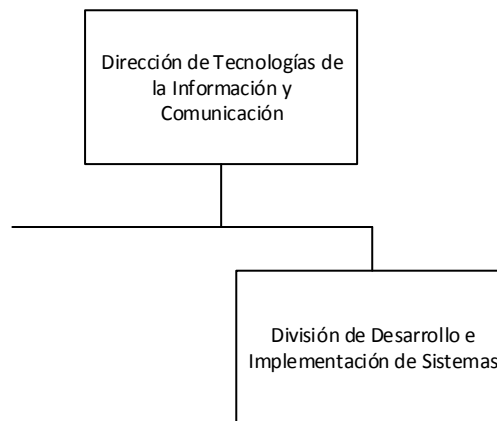 Dirección de Tecnologías de
la Información y
Comunicación
División de Desarrollo e
Implementación de Sistemas